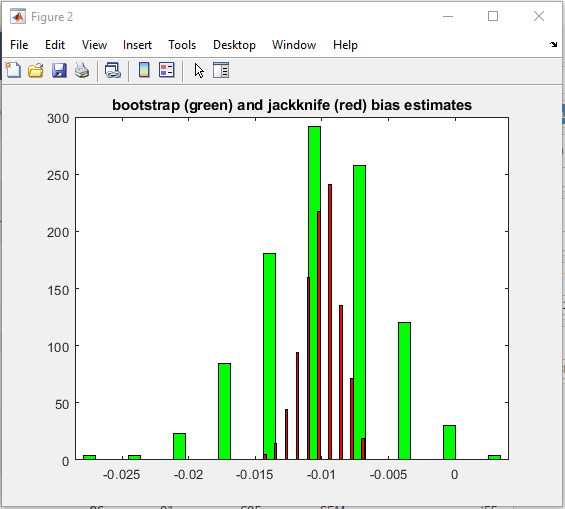 Figure 2
File Edit View Insert Tools Desktop Window Help
bootstrap (green) and jackknife (red) bias estimates
300
250
200
150
100
50
0
-0.025 -0.02 -0.015 -0.01 -0.005 0